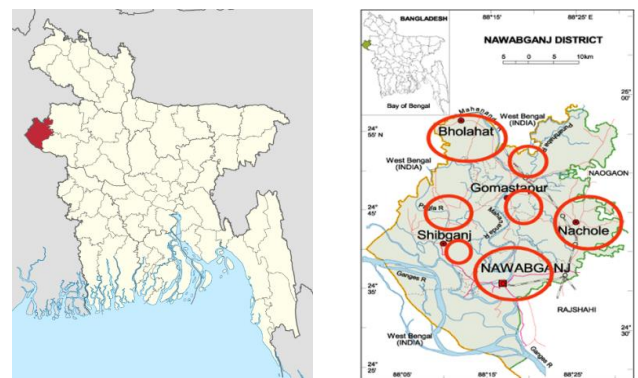 88° 15'
88° 25' E
BANGLADESH
NAWABGANJ DISTRICT
5 0 5 10km
Bay of Bengal
25°
00'
West Bengal
(INDIA)
24°
55' N
Bholahat
West Bengal
(INDIA)
NAOGAON
Gomastapur
24°
45'
Shibganj
Nachole
NAWABGANJ
Ganges R
24°
35'
RAJSHAHI
24°
30'
West Bengal
(INDIA)
Ganges R
24°
88° 05'
88° 15'
88° 25'